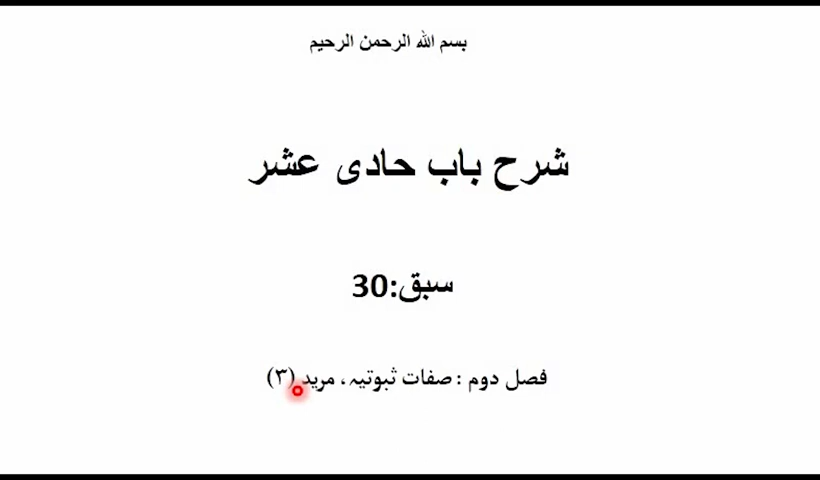 بسم الله الرحمن الرحیم
شرح باب حادی عشر
سبق:30
فصل دوم : صفات ثبوتیہ، مرید (۳)